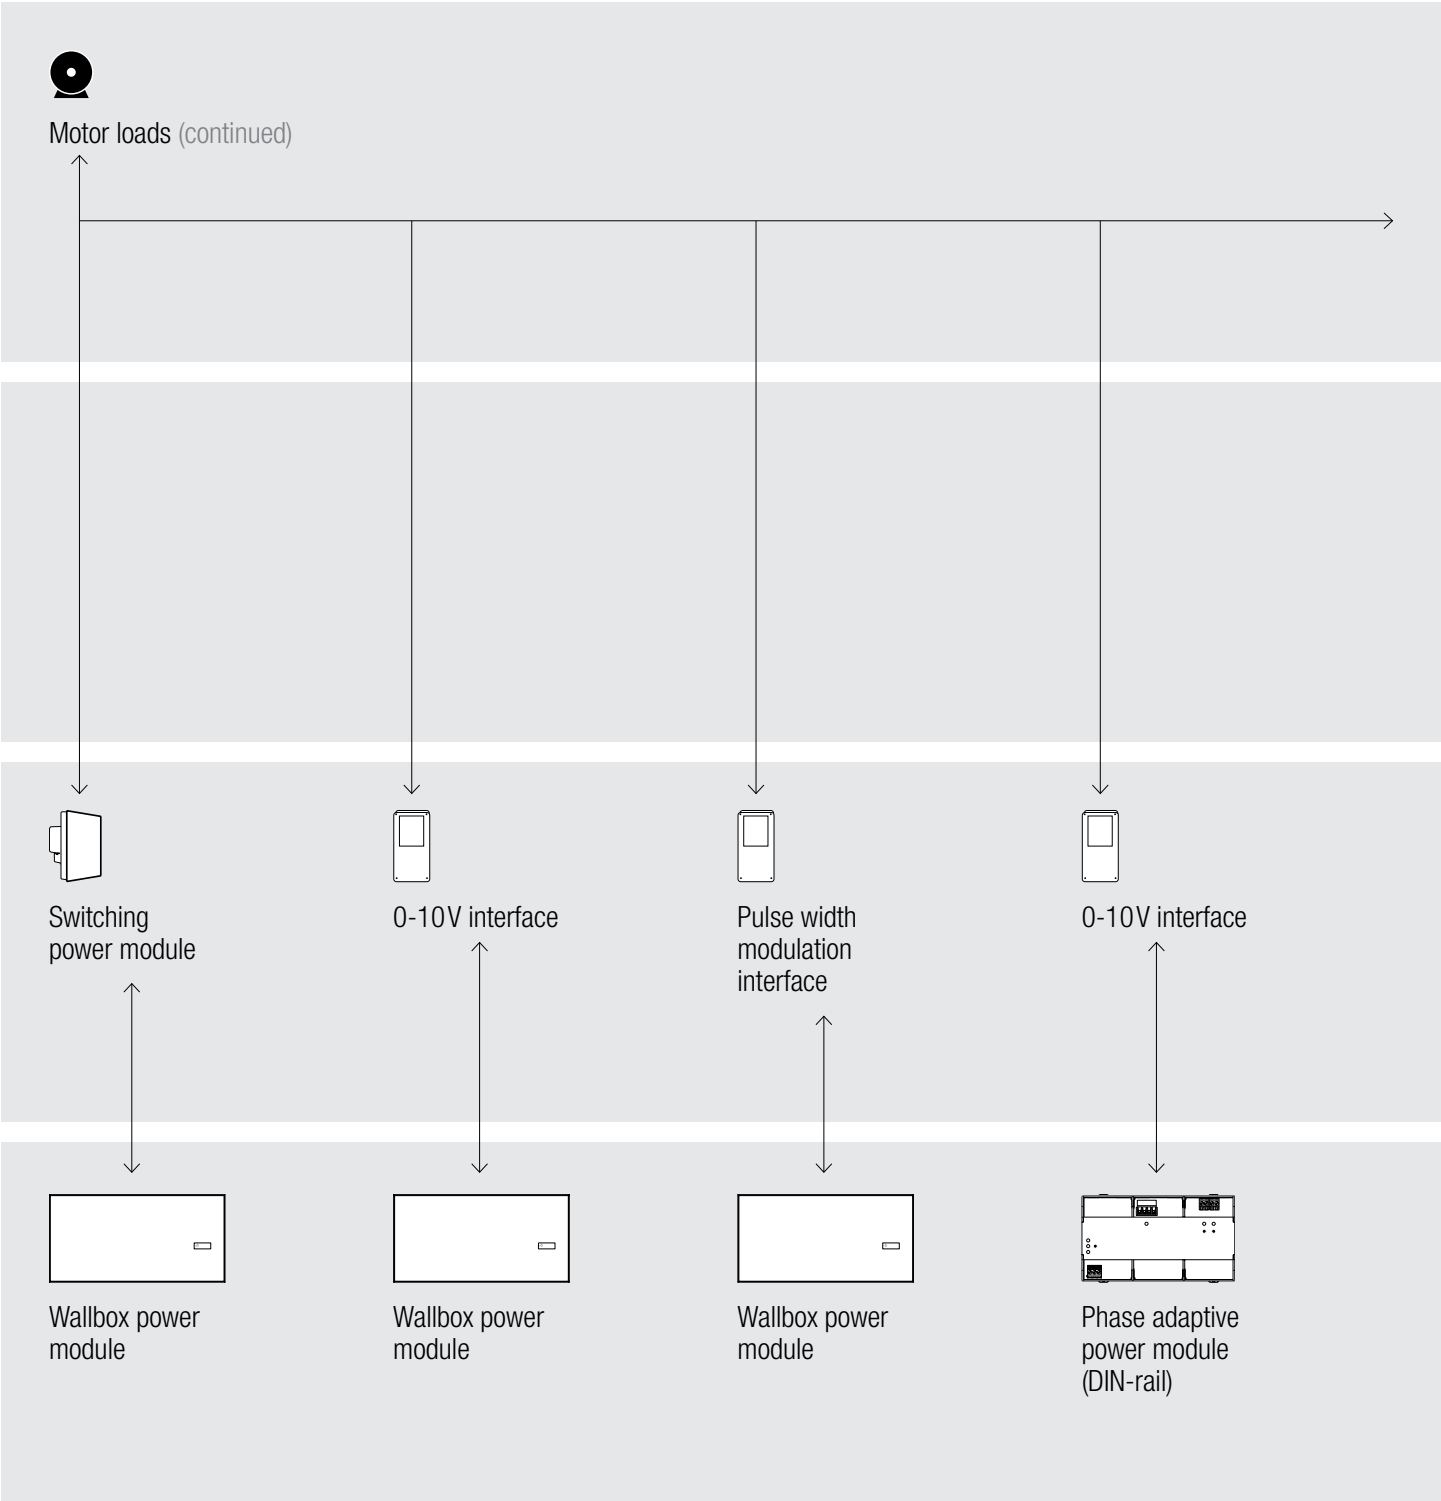 Motor loads (continued)
Switching
power module
0-10V interface
Pulse width
modulation
interface
0-10V interface
Wallbox power
module
Wallbox power
module
Wallbox power
module
Phase adaptive
power module
(DIN-rail)